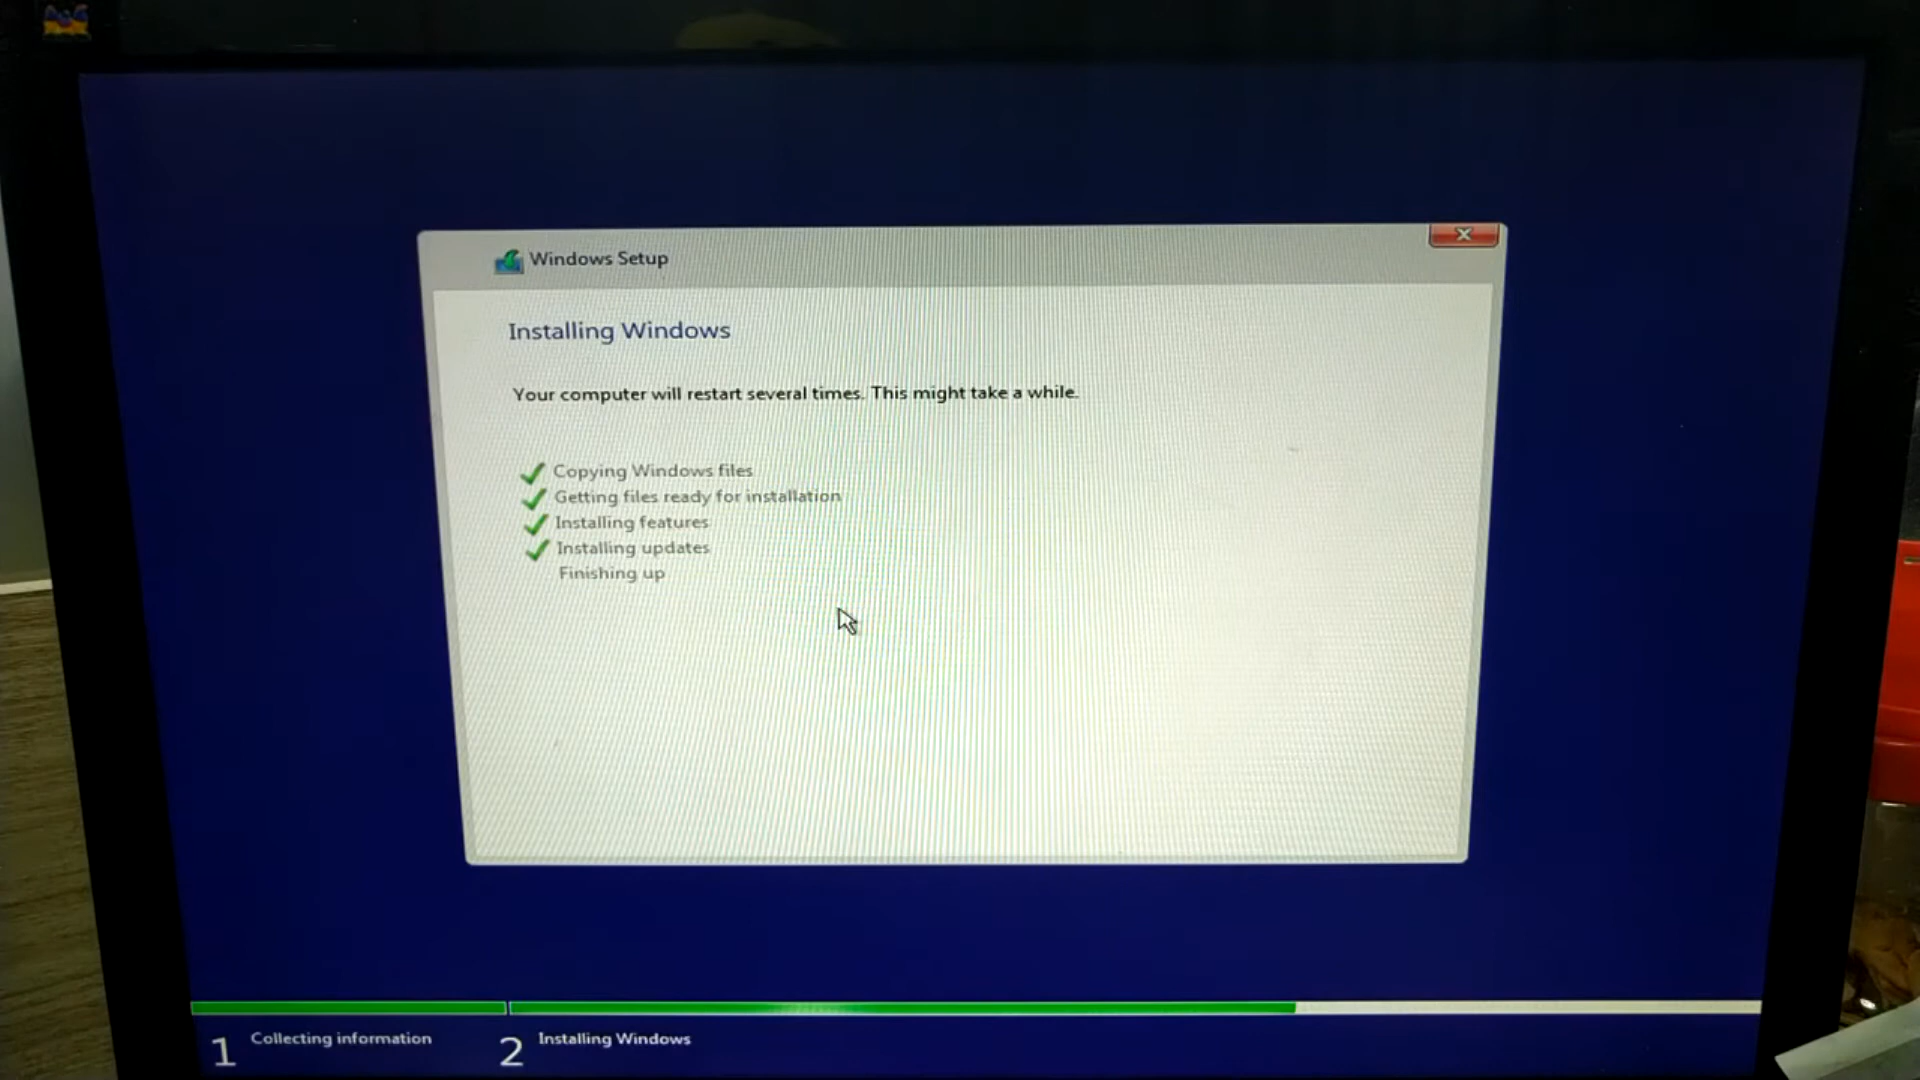 Windows Setup
Installing Windows
Your computer will restart several times. This might take a while.
Copying Windows files
Getting files ready for installation
Installing features
Installing updates
Finishing up
1 Collecting information
2 Installing Windows